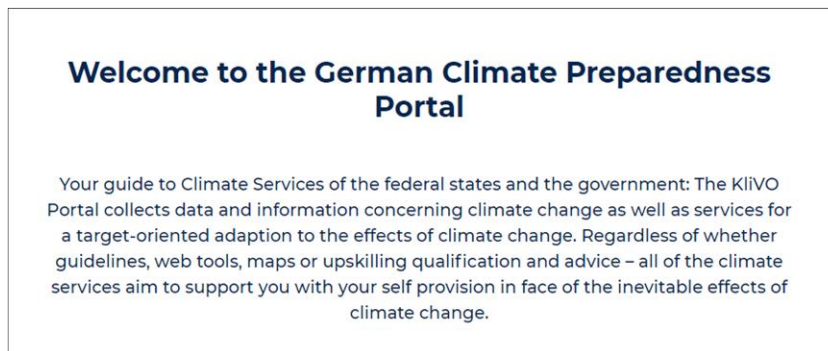 Welcome to the German Climate Preparedness
Portal
Your guide to Climate Services of the federal states and the government: The KliVO
Portal collects data and information concerning climate change as well as services for
a target-oriented adaption to the effects of climate change. Regardless of whether
guidelines, web tools, maps or upskilling qualification and advice – all of the climate
services aim to support you with your self provision in face of the inevitable effects of
climate change.